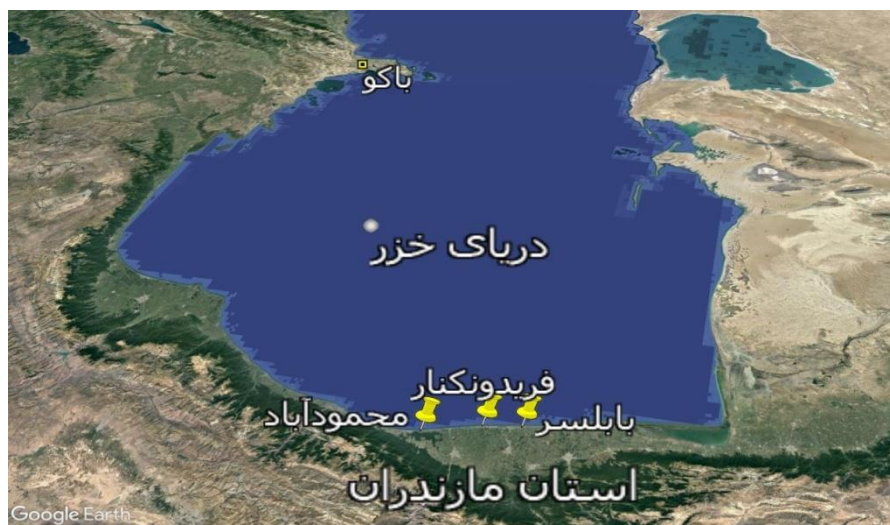 باکو
دریای خزر
فریدونکنار
بابلسر
محمودآباد
استان مازندران
Google Earth